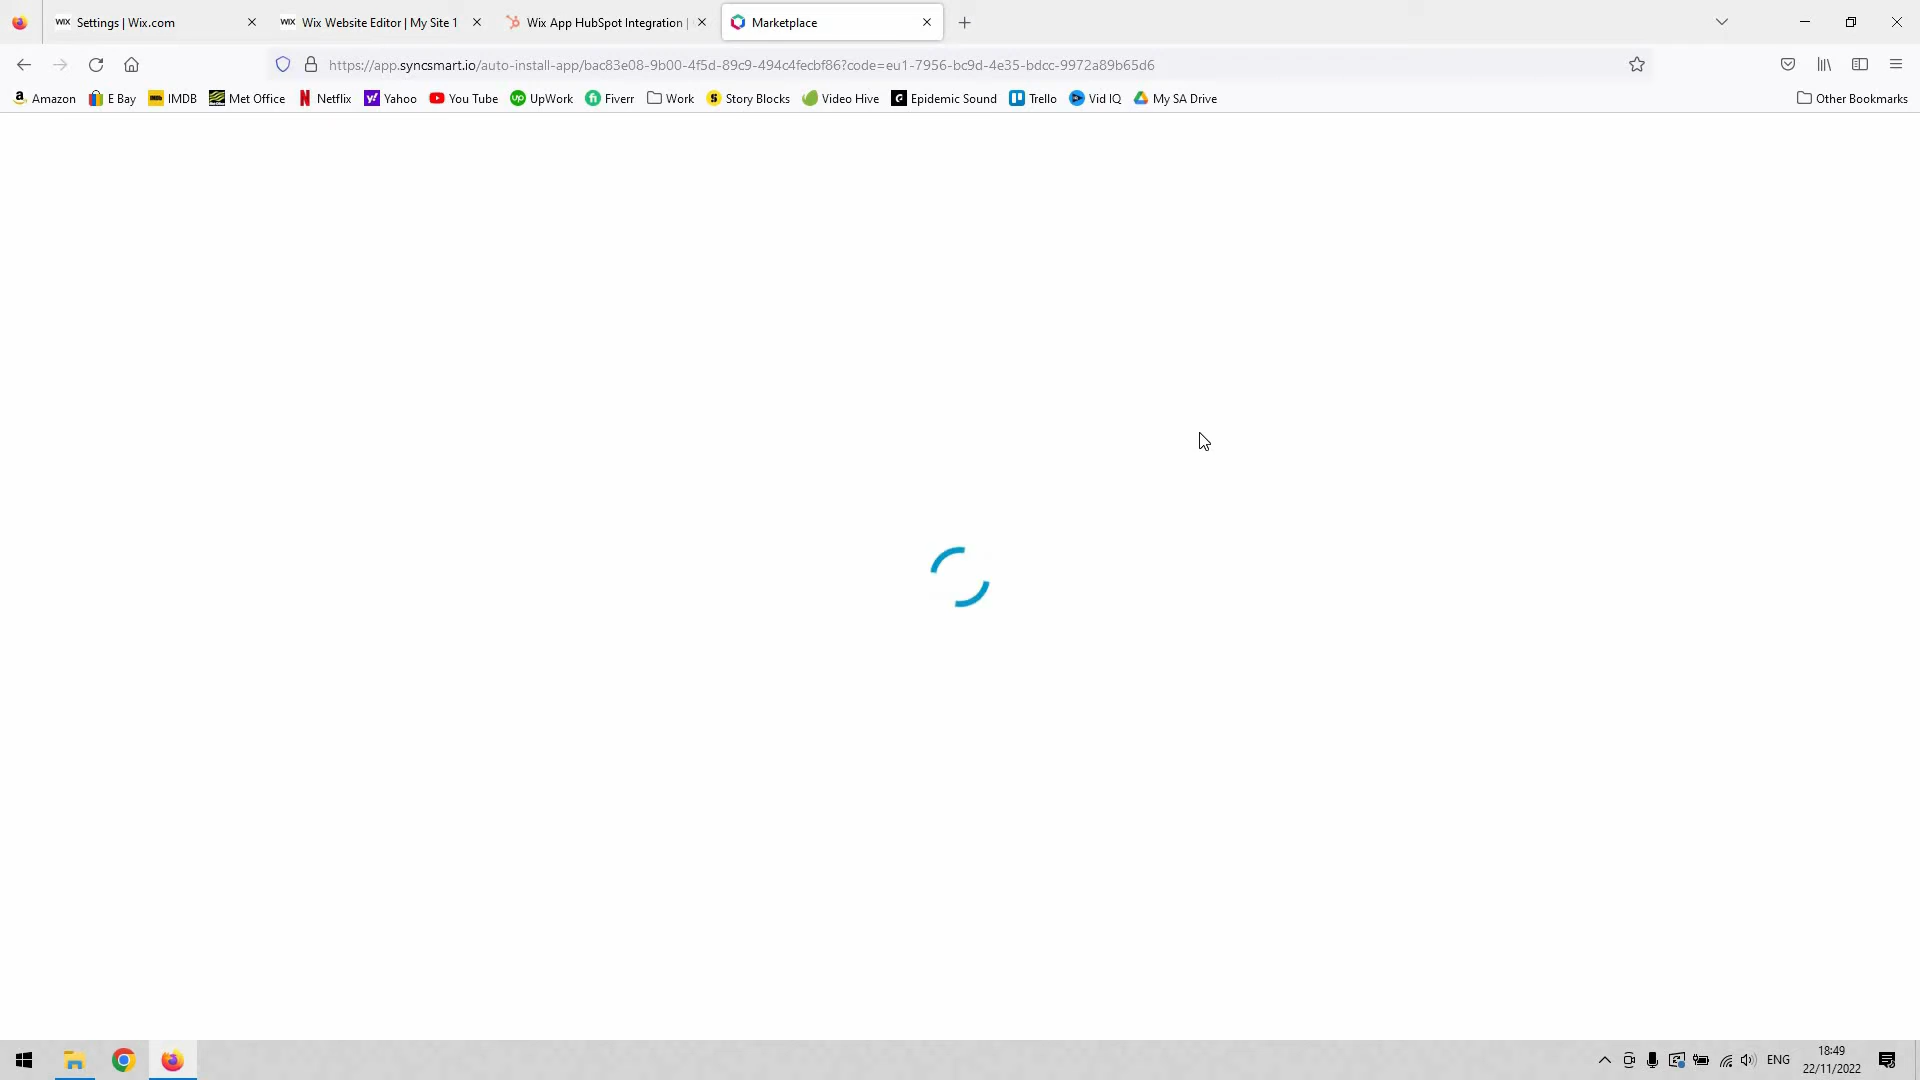 WIX Settings | Wix.com
WIX Wix Website Editor | My Site 1
Wix App HubSpot Integration |
Marketplace
https://app.syncsmart.io/auto-install-app/bac83e08-9b00-4f5d-89c9-494c4fecbf86?code=eu1-7956-bc9d-4e35-bdcc-9972a89b65d6
Amazon E Bay IMDB Met Office Netflix Yahoo You Tube UpWork Fiverr Work Story Blocks Video Hive Epidemic Sound Trello Vid IQ My SA Drive Other Bookmarks
ENG
18:49
22/11/2022